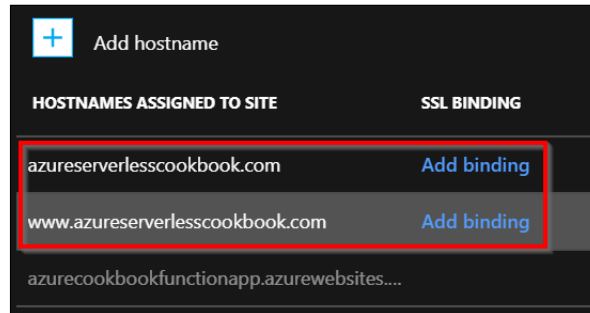 + Add hostname
HOSTNAMES ASSIGNED TO SITE SSL BINDING
azureserverlesscookbook.com Add binding
www.azureserverlesscookbook.com Add binding
azurecookbookfunctionapp.azurewebsites....